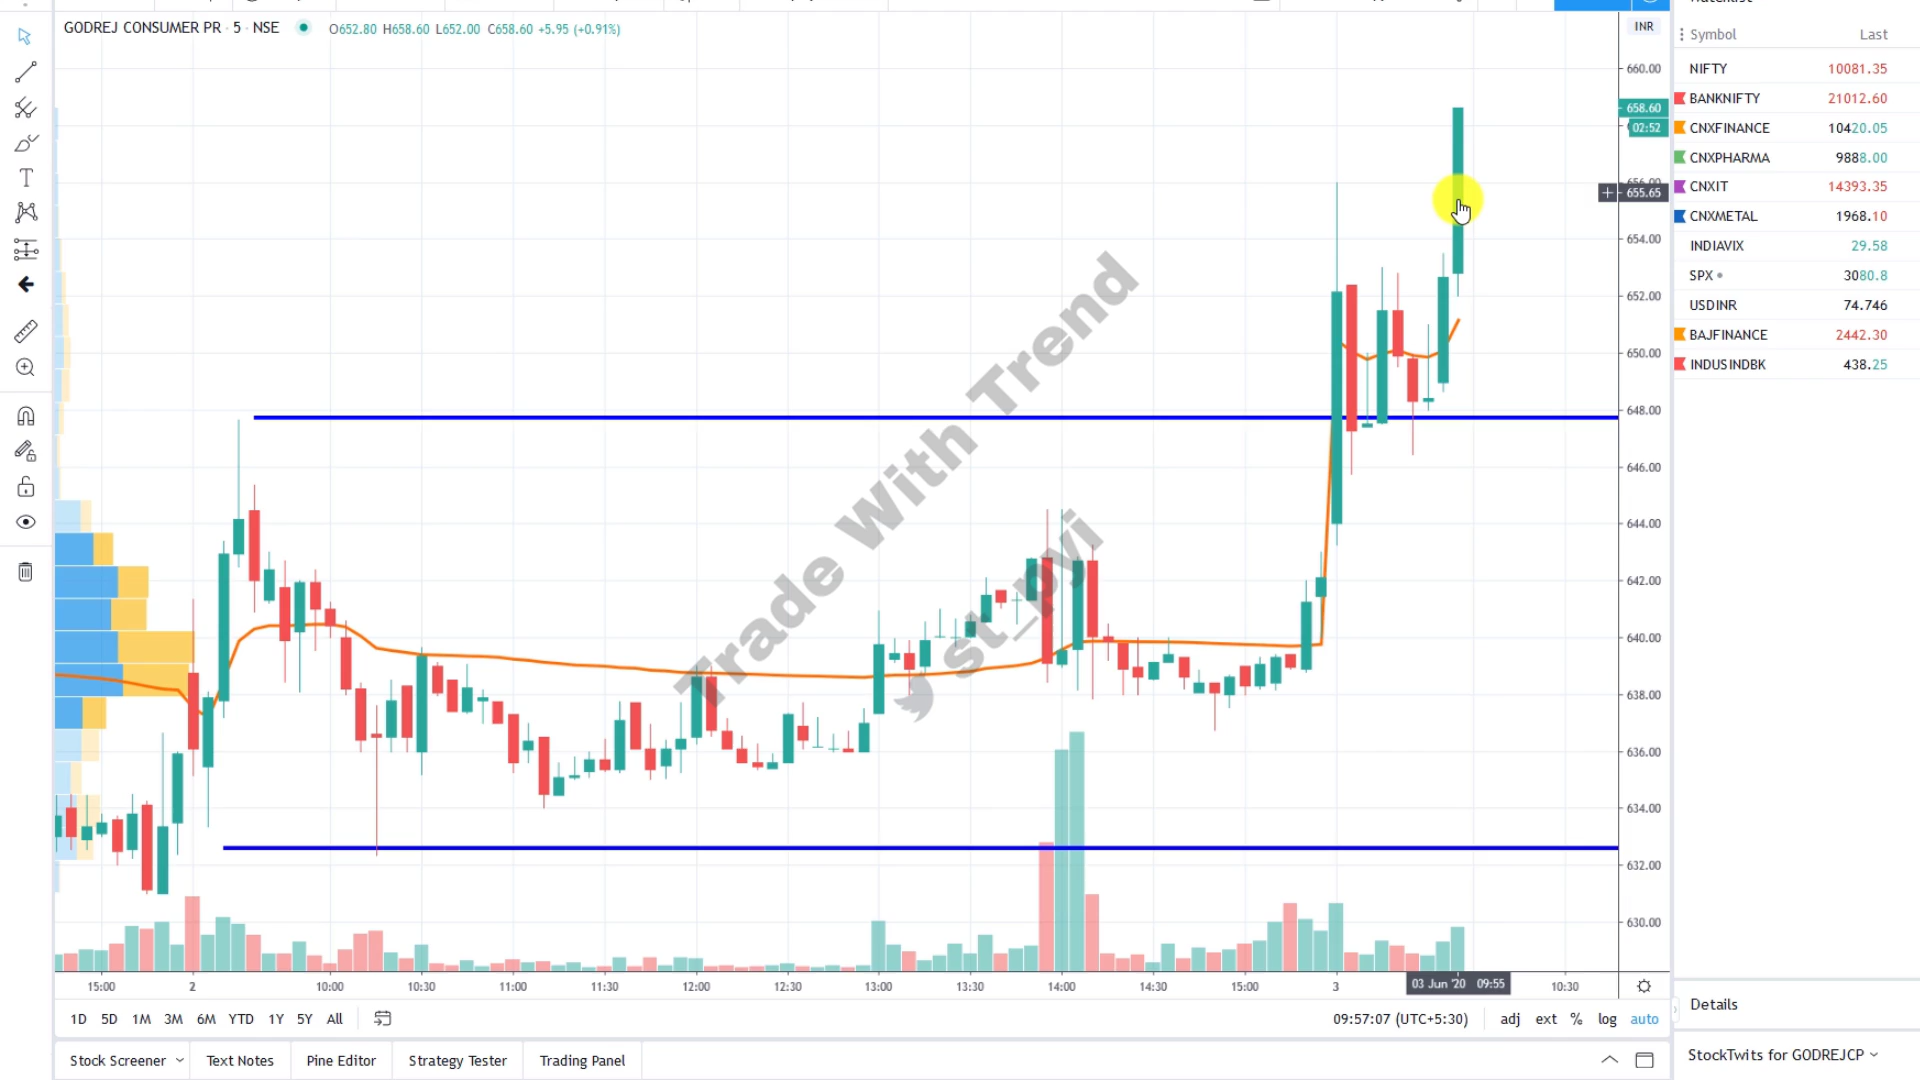 GODREJ CONSUMER PR · 5 · NSE
O652.80 H658.60 L652.00 C658.60 +5.95 (+0.91%)
INR
660.00
658.60
02:52
655.65
654.00
652.00
650.00
648.00
646.00
644.00
642.00
640.00
638.00
636.00
634.00
632.00
630.00
Trade With Trend
st_pyi
15:00 2 10:00 10:30 11:00 11:30 12:00 12:30 13:00 13:30 14:00 14:30 15:00 3 03 Jun '20 09:55 10:30
1D 5D 1M 3M 6M YTD 1Y 5Y All
09:57:07 (UTC+5:30) adj ext % log auto
Stock Screener Text Notes Pine Editor Strategy Tester Trading Panel
Symbol Last
NIFTY 10081.35
BANKNIFTY 21012.60
CNXFINANCE 10420.05
CNXPHARMA 9888.00
CNXIT 14393.35
CNXMETAL 1968.10
INDIAVIX 29.58
SPX 3080.8
USDINR 74.746
BAJFINANCE 2442.30
INDUSINDBK 438.25
Details
StockTwits for GODREJCP